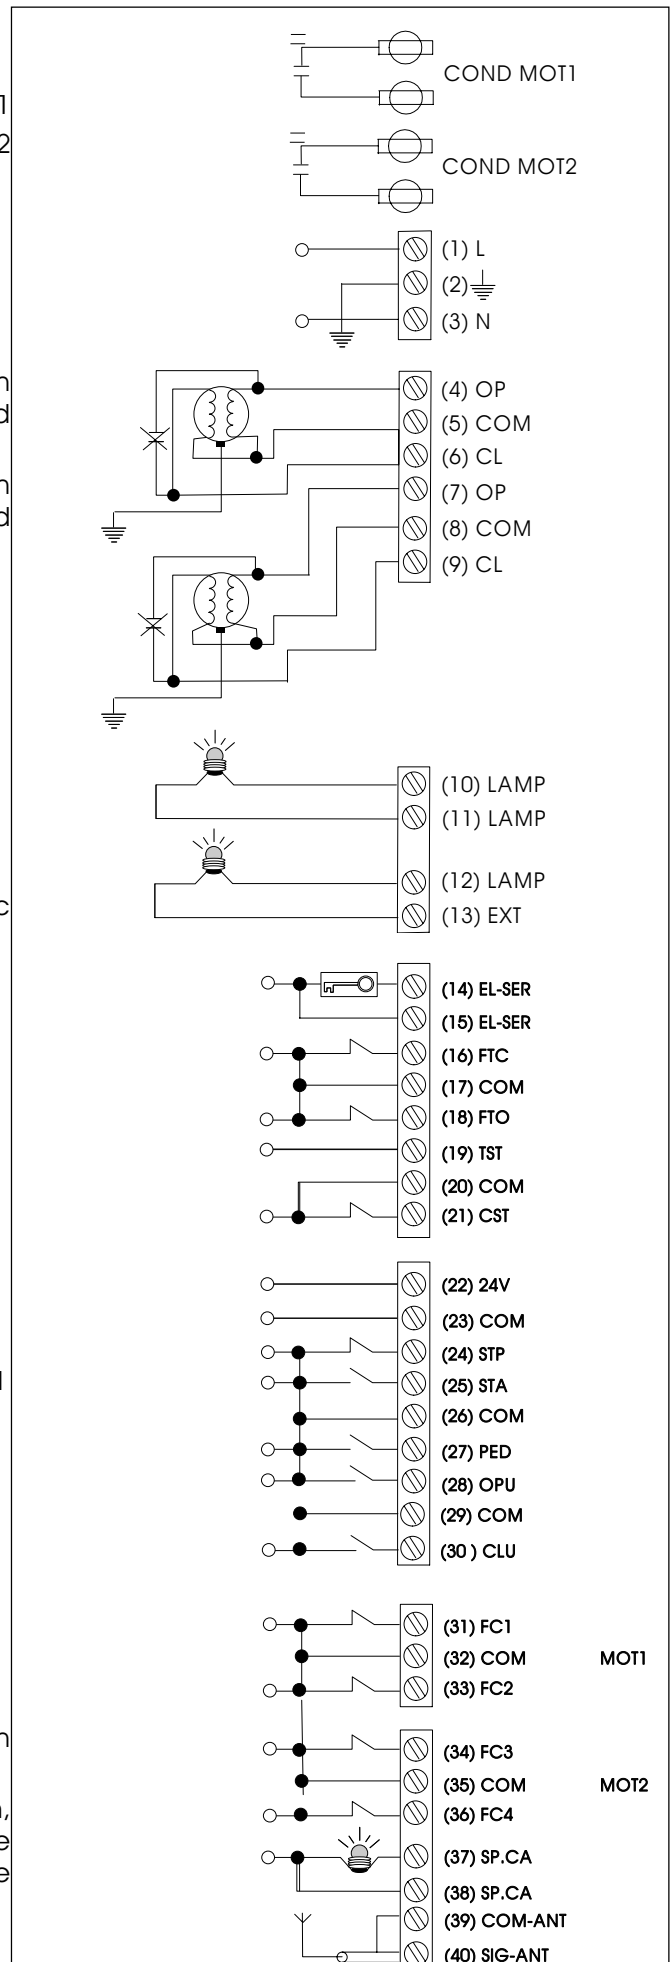 COND MOT1
1
2
COND MOT2
(1) L
(2)
(3) N
n
(4) OP
d
(5) COM
(6) CL
n
(7) OP
d
(8) COM
(9) CL
(10) LAMP
(11) LAMP
(12) LAMP
c
(13) EXT
(14) EL-SER
(15) EL-SER
(16) FTC
(17) COM
(18) FTO
(19) TST
(20) COM
(21) CST
(22) 24V
(23) COM
(24) STP
(25) STA
(26) COM
(27) PED
(28) OPU
(29) COM
(30 ) CLU
(31) FC1
(32) COM MOT1
(33) FC2
n
(34) FC3
(35) COM MOT2
(36) FC4
,
e
(37) SP.CA
e
(38) SP.CA
(39) COM-ANT
(40) SIG-ANT